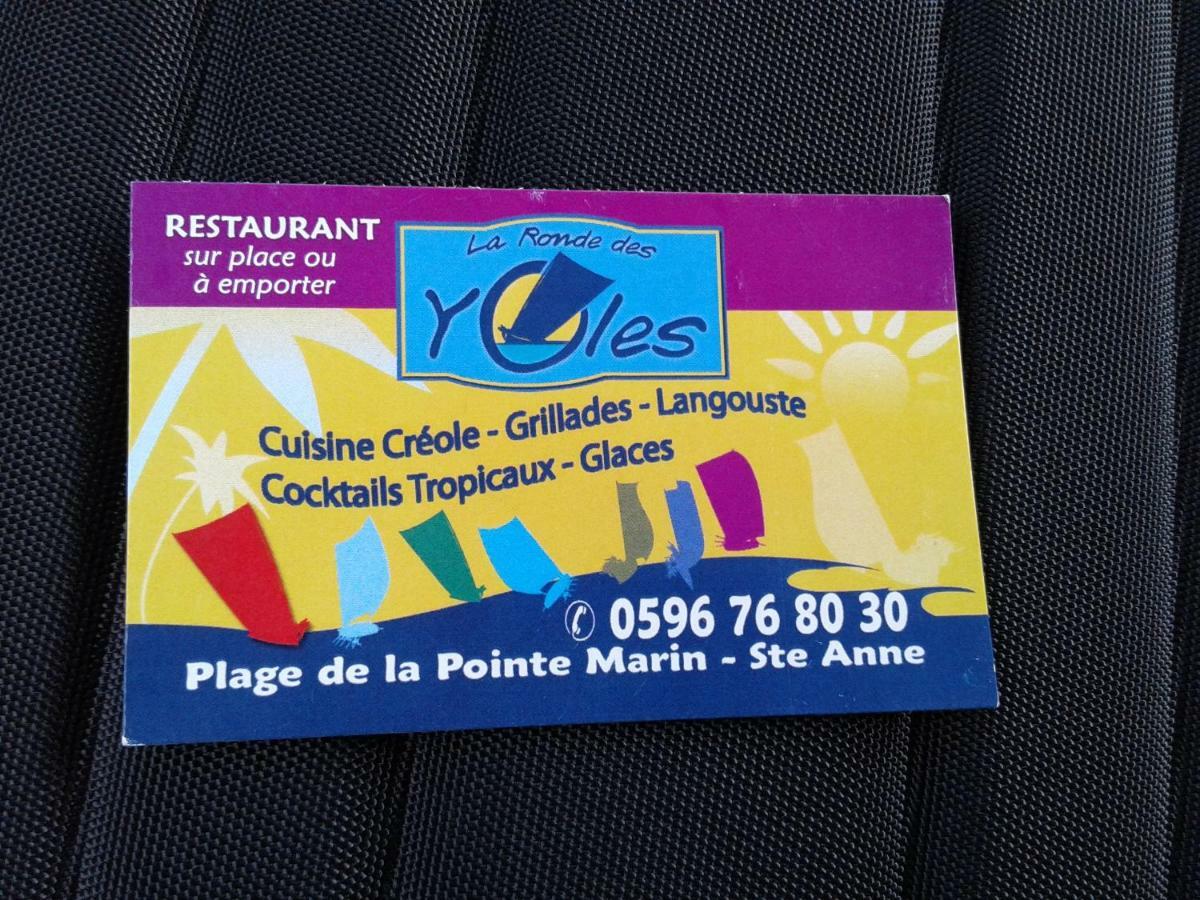 RESTAURANT
sur place ou
à emporter
La Ronde des
Yoles
Cuisine Créole - Grillades - Langouste
Cocktails Tropicaux - Glaces
0596 76 80 30
Plage de la Pointe Marin - Ste Anne